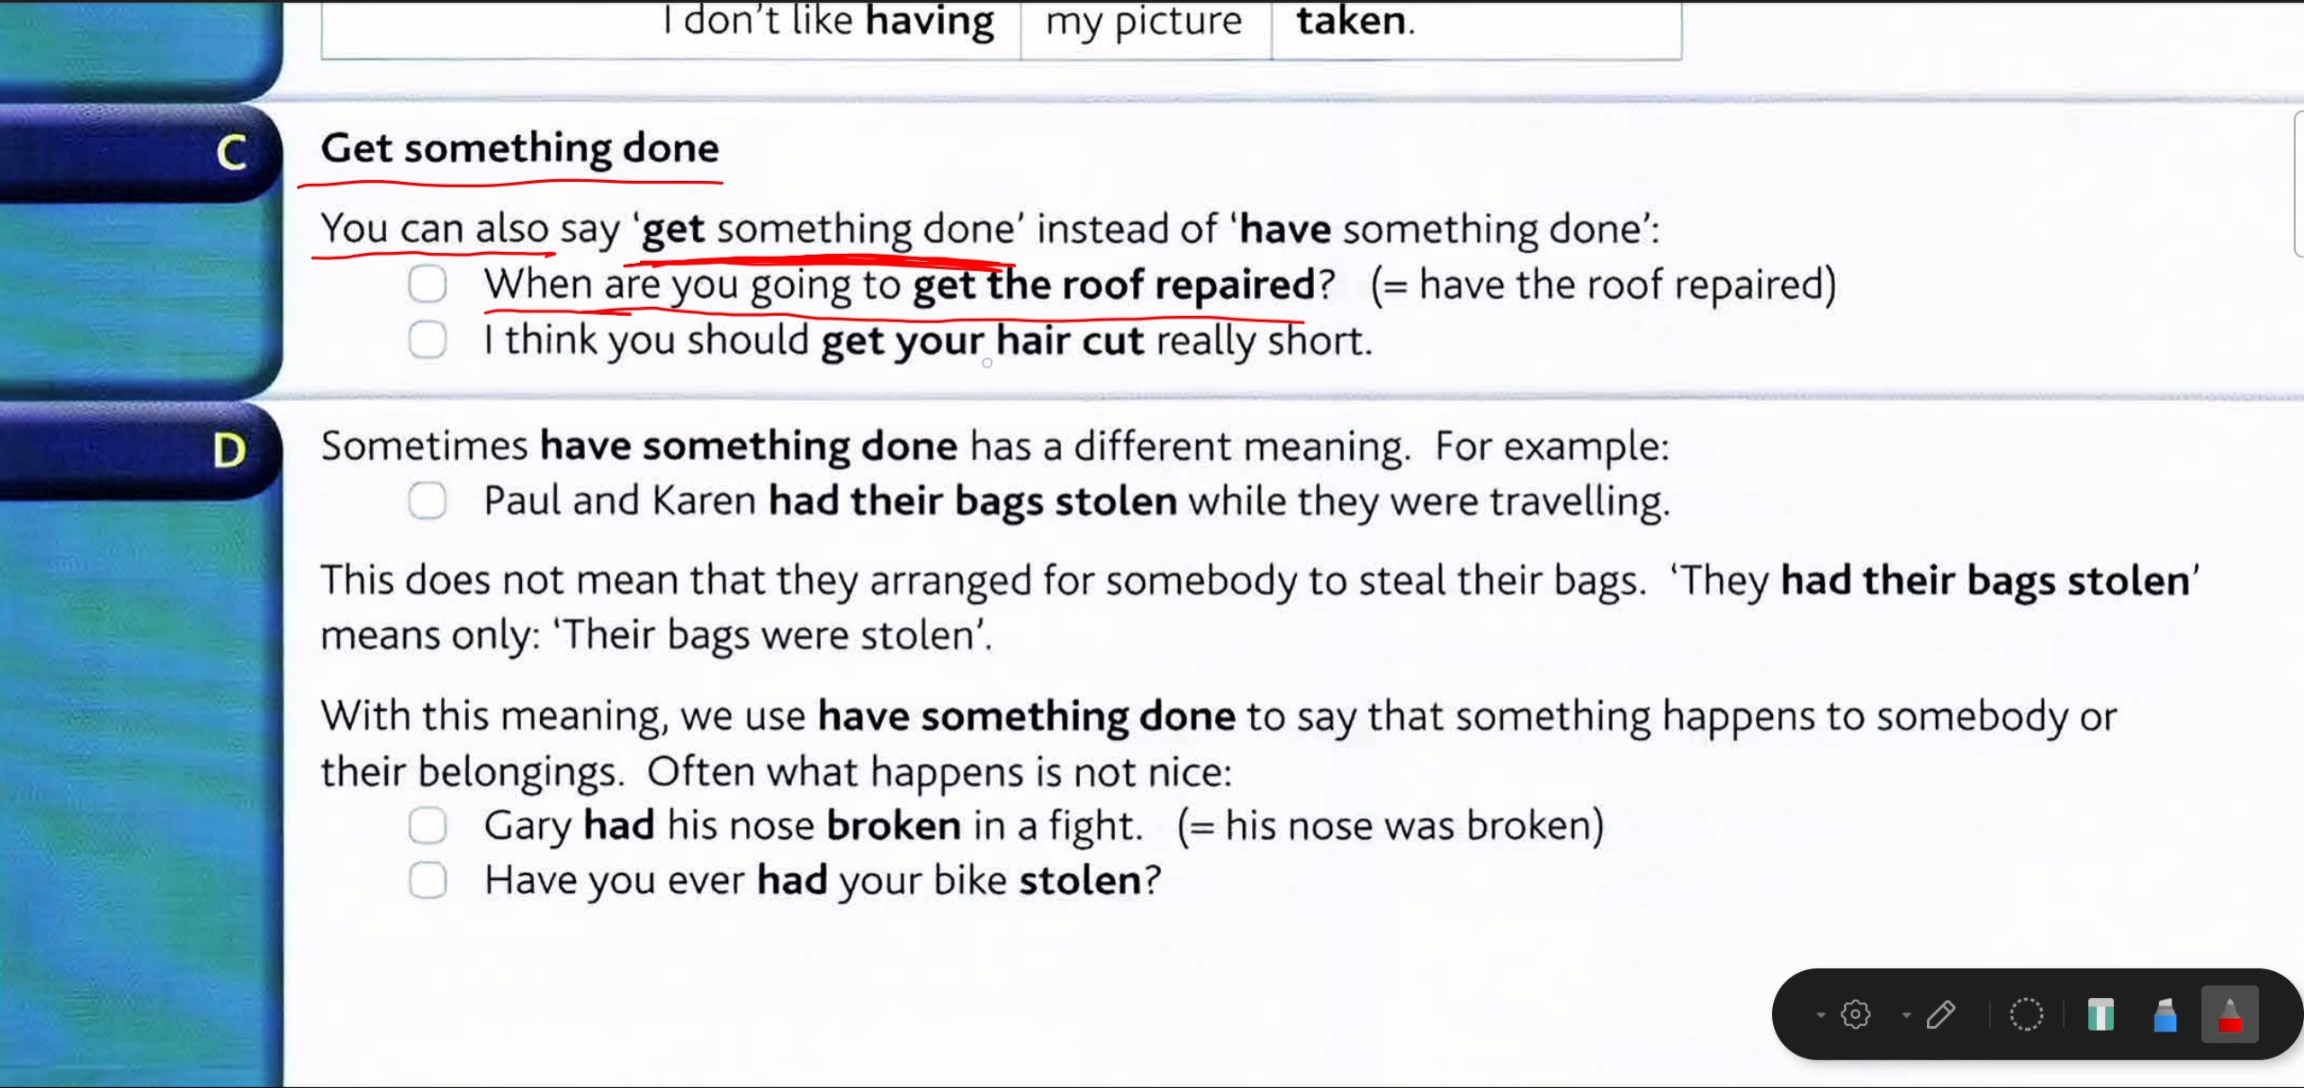 I don't like having my picture taken.
C
Get something done
You can also say 'get something done' instead of 'have something done':
When are you going to get the roof repaired? (= have the roof repaired)
I think you should get your hair cut really short.
D
Sometimes have something done has a different meaning. For example:
Paul and Karen had their bags stolen while they were travelling.
This does not mean that they arranged for somebody to steal their bags. 'They had their bags stolen'
means only: 'Their bags were stolen'.
With this meaning, we use have something done to say that something happens to somebody or
their belongings. Often what happens is not nice:
Gary had his nose broken in a fight. (= his nose was broken)
Have you ever had your bike stolen?